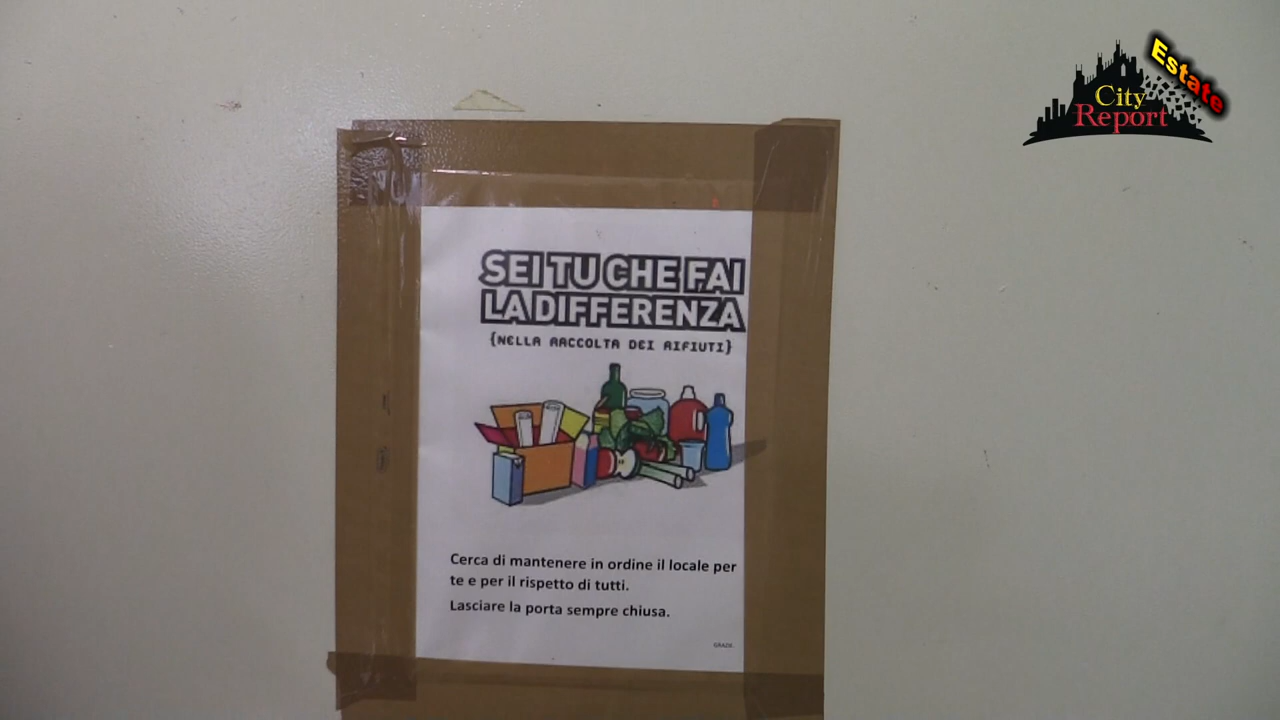 Estate
City
Report
SEI TU CHE FAI
LA DIFFERENZA
{NELLA RACCOLTA DEI RIFIUTI}
Cerca di mantenere in ordine il locale per
te e per il rispetto di tutti.
Lasciare la porta sempre chiusa.
GRAZIE.